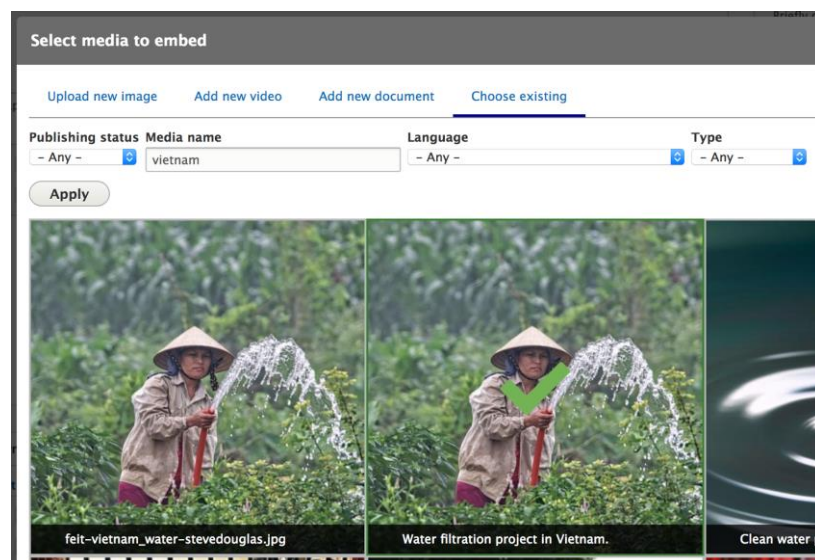 Select media to embed
Upload new image Add new video Add new document Choose existing
Publishing status Media name Language Type
– Any – vietnam – Any – – Any –
Apply
feit-vietnam_water-stevedouglas.jpg Water filtration project in Vietnam. Clean water